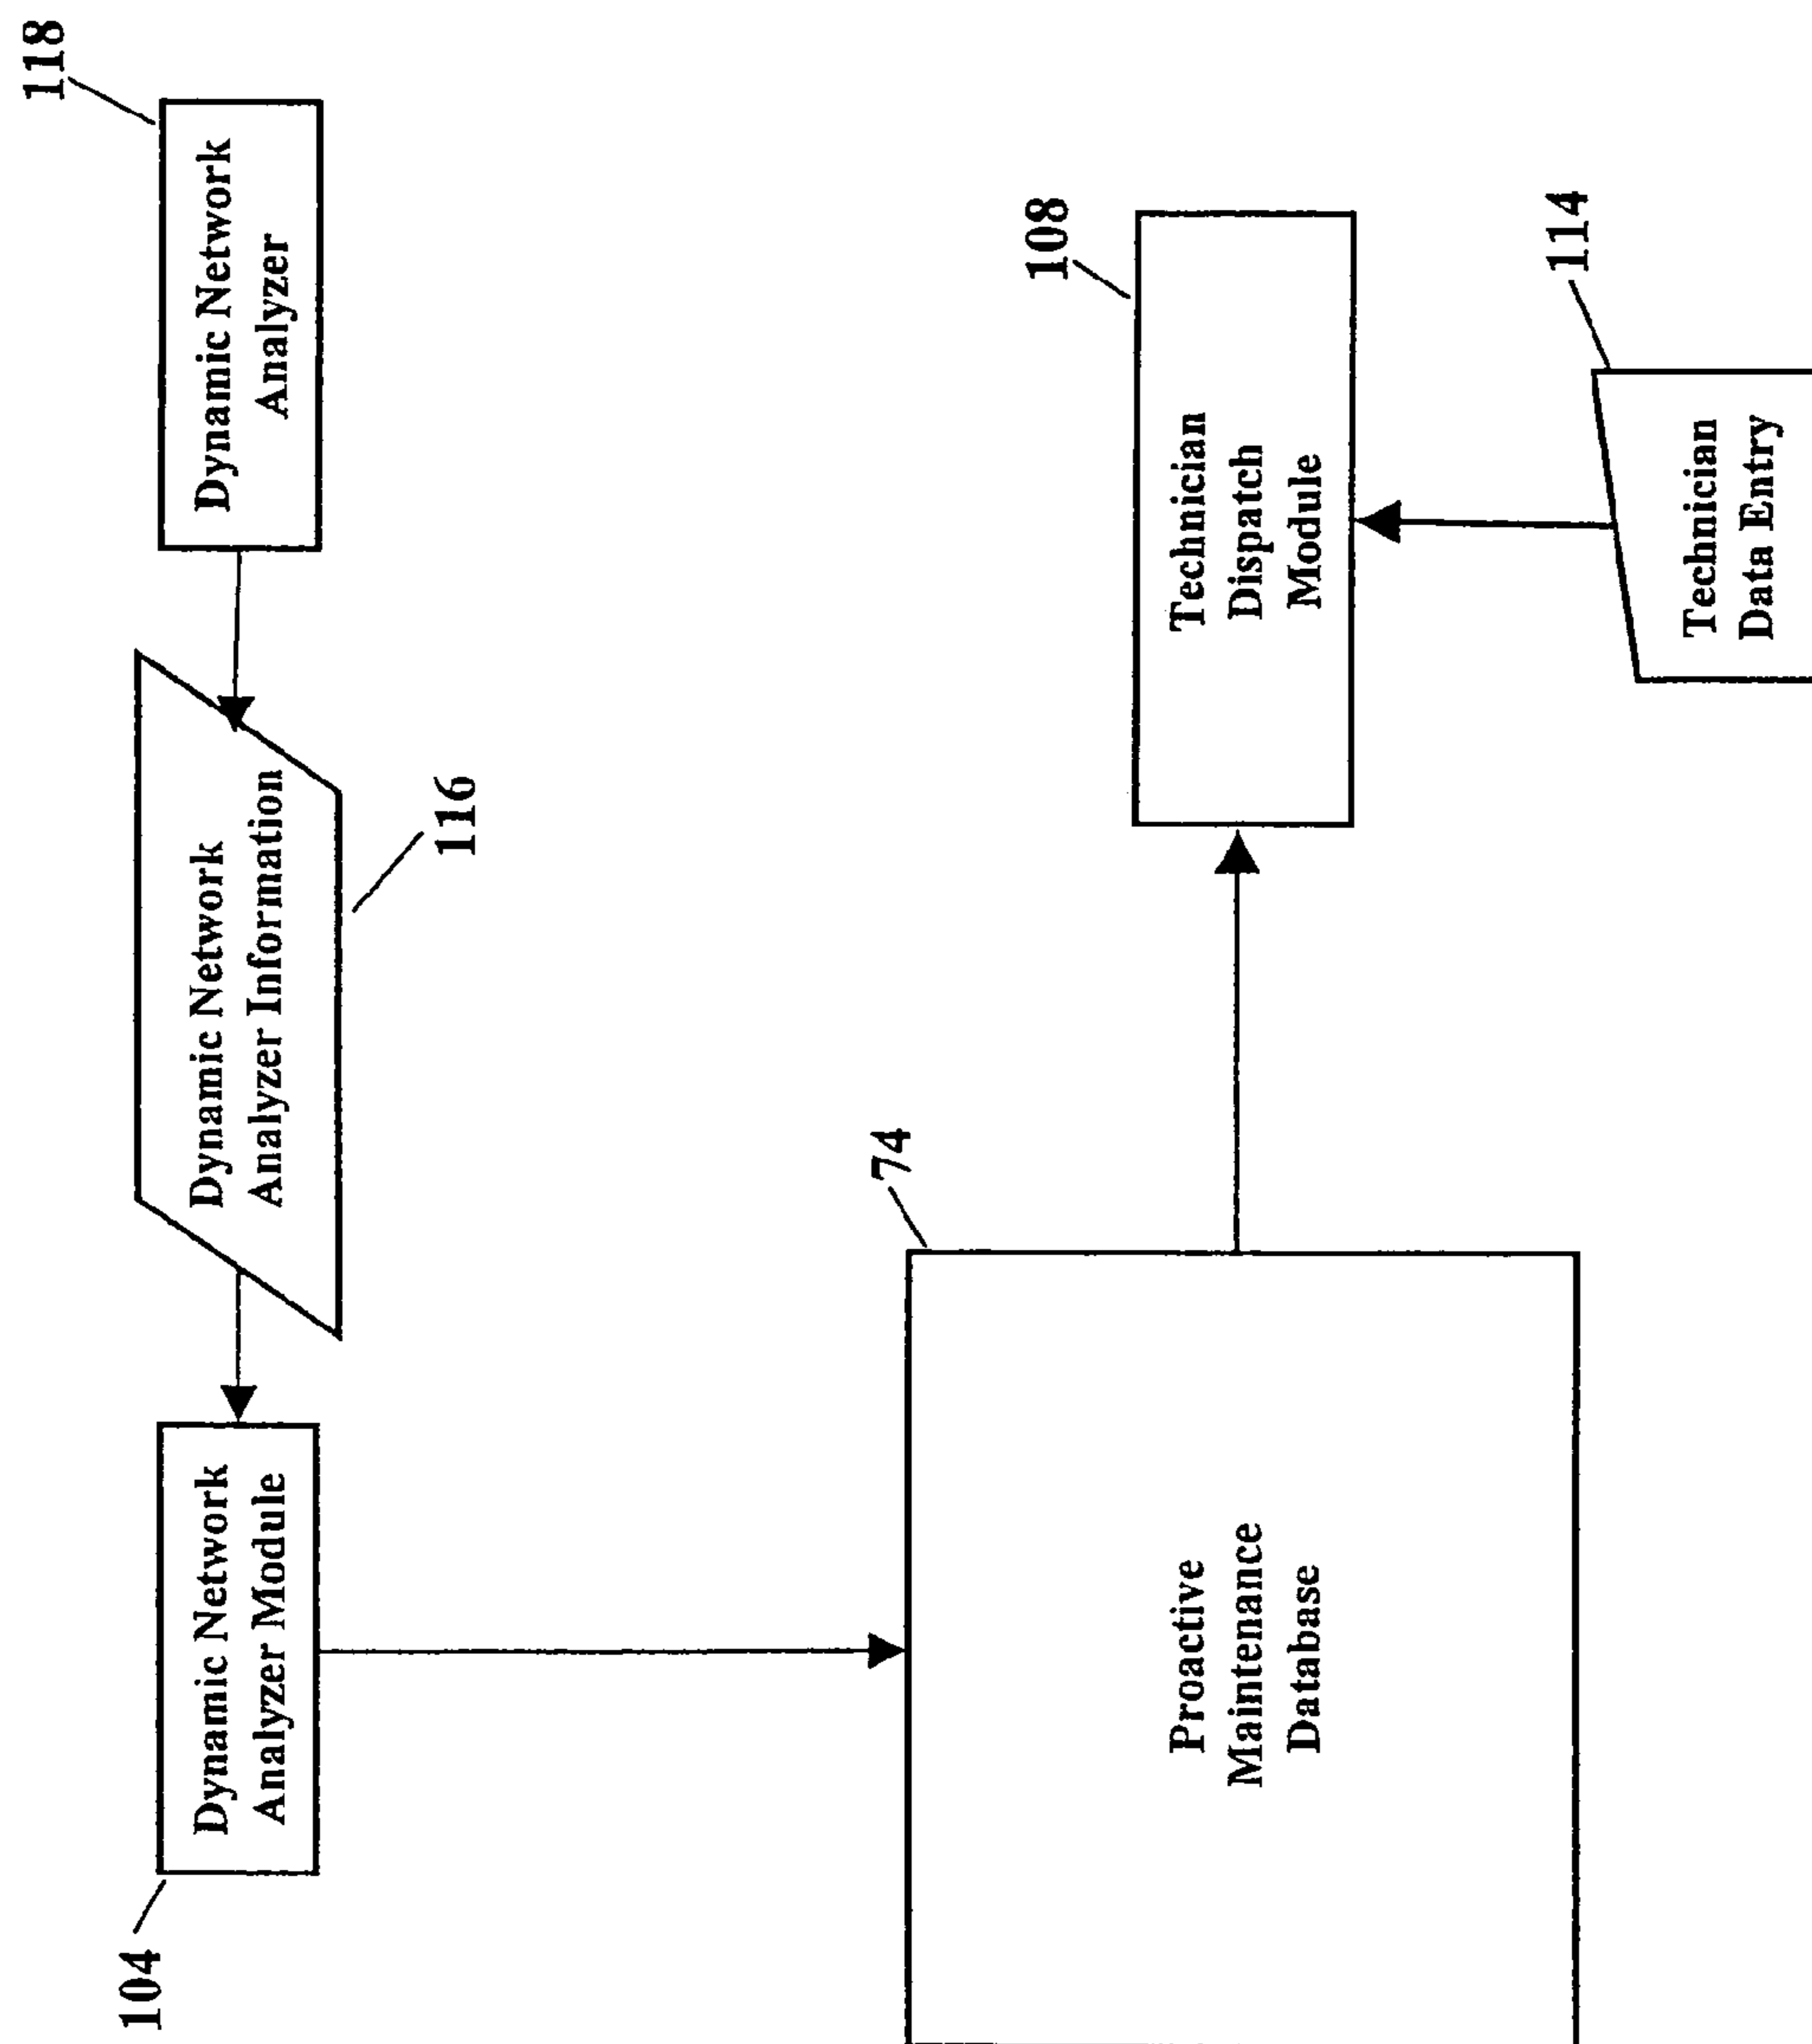 104
Dynamic Network
Analyzer Module
Dynamic Network
Analyzer Information
116
Dynamic Network
Analyzer
118
74
Proactive
Maintenance
Database
108
Technician
Dispatch
Module
114
Technician
Data Entry